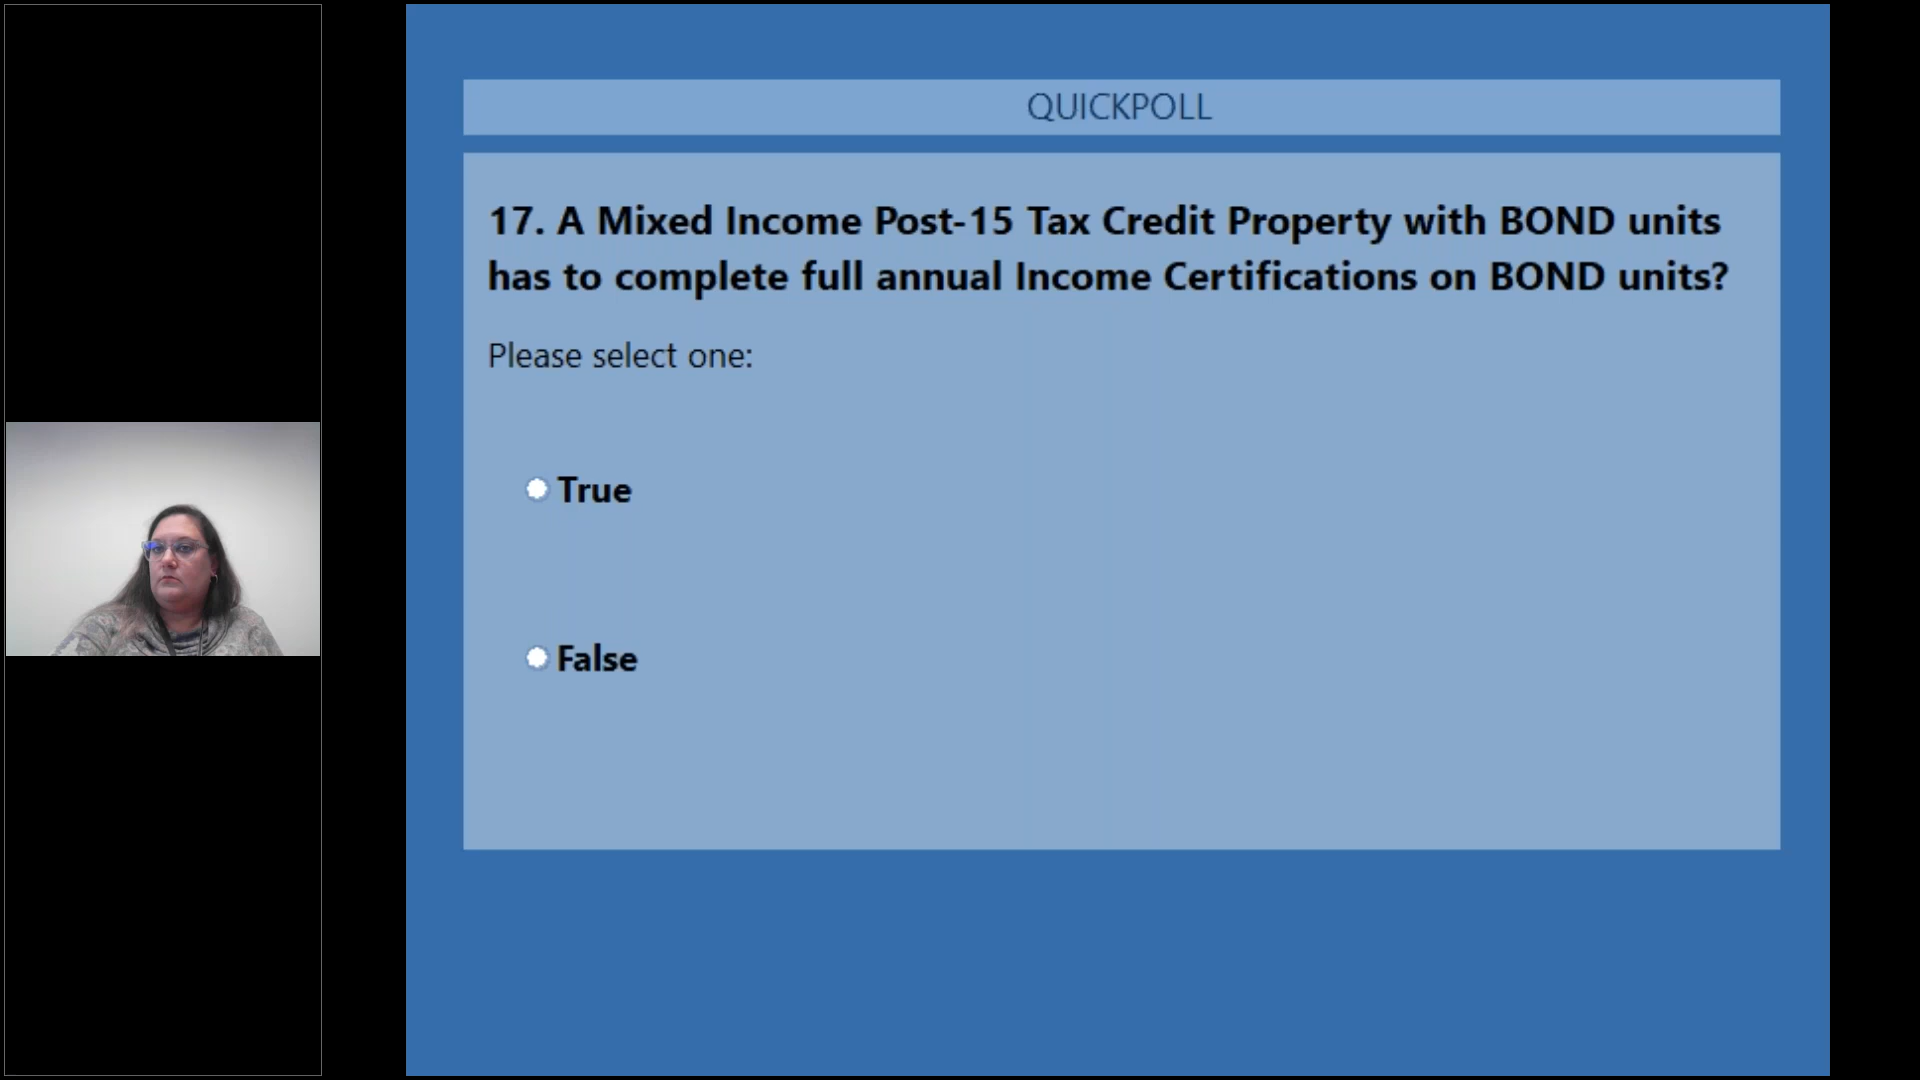 QUICKPOLL
17. A Mixed Income Post-15 Tax Credit Property with BOND units
has to complete full annual Income Certifications on BOND units?
Please select one:
True
False